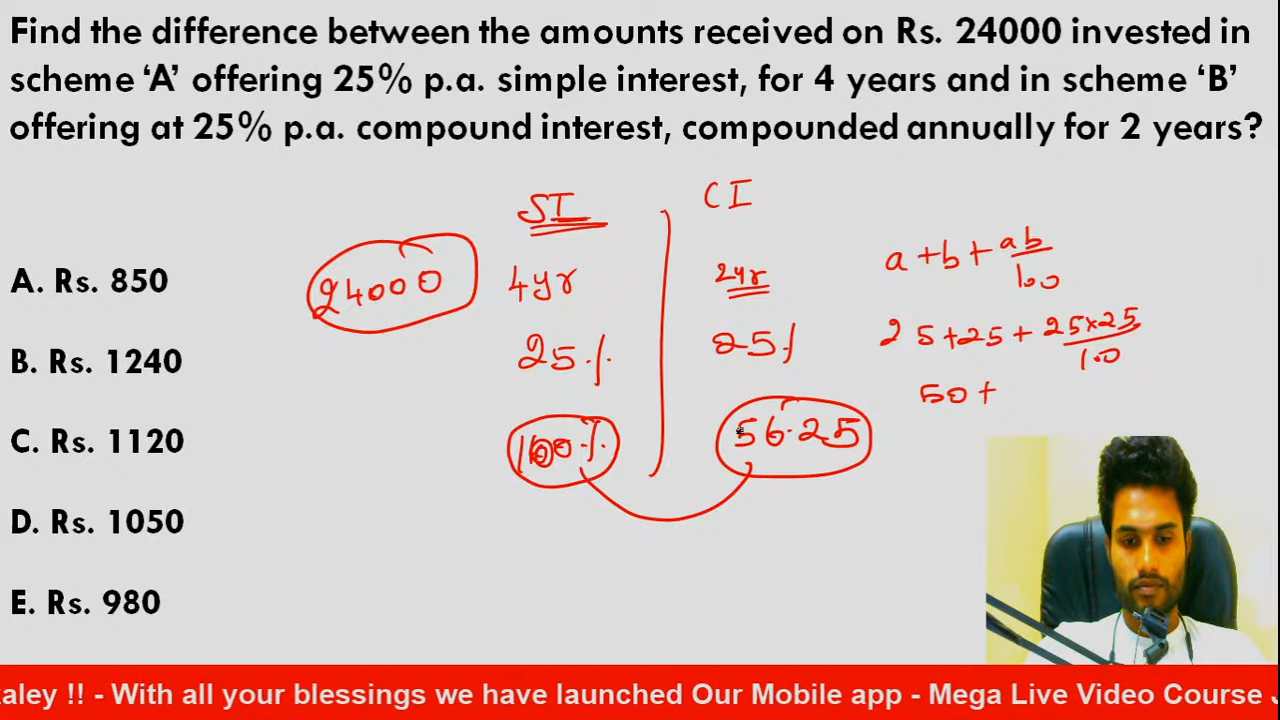 Find the difference between the amounts received on Rs. 24000 invested in
scheme ‘A’ offering 25% p.a. simple interest, for 4 years and in scheme ‘B’
offering at 25% p.a. compound interest, compounded annually for 2 years?
SI
CI
24000
4yr
2yr
a+b+ab/100
A. Rs. 850
25%
25%
25+25+25×25/100
B. Rs. 1240
50+
100%
56.25
C. Rs. 1120
D. Rs. 1050
E. Rs. 980
!! - With all your blessings we have launched Our Mobile app - Mega Live Video Course